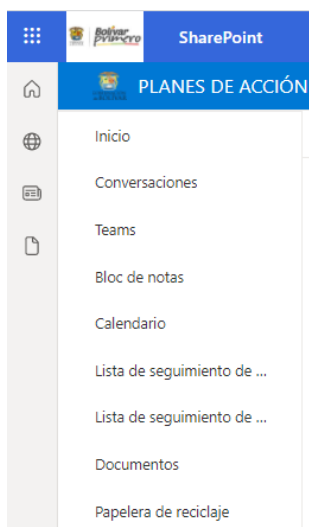 Bolívar
primero
SharePoint
PLANES DE ACCIÓN
Inicio
Conversaciones
Teams
Bloc de notas
Calendario
Lista de seguimiento de ...
Lista de seguimiento de ...
Documentos
Papelera de reciclaje